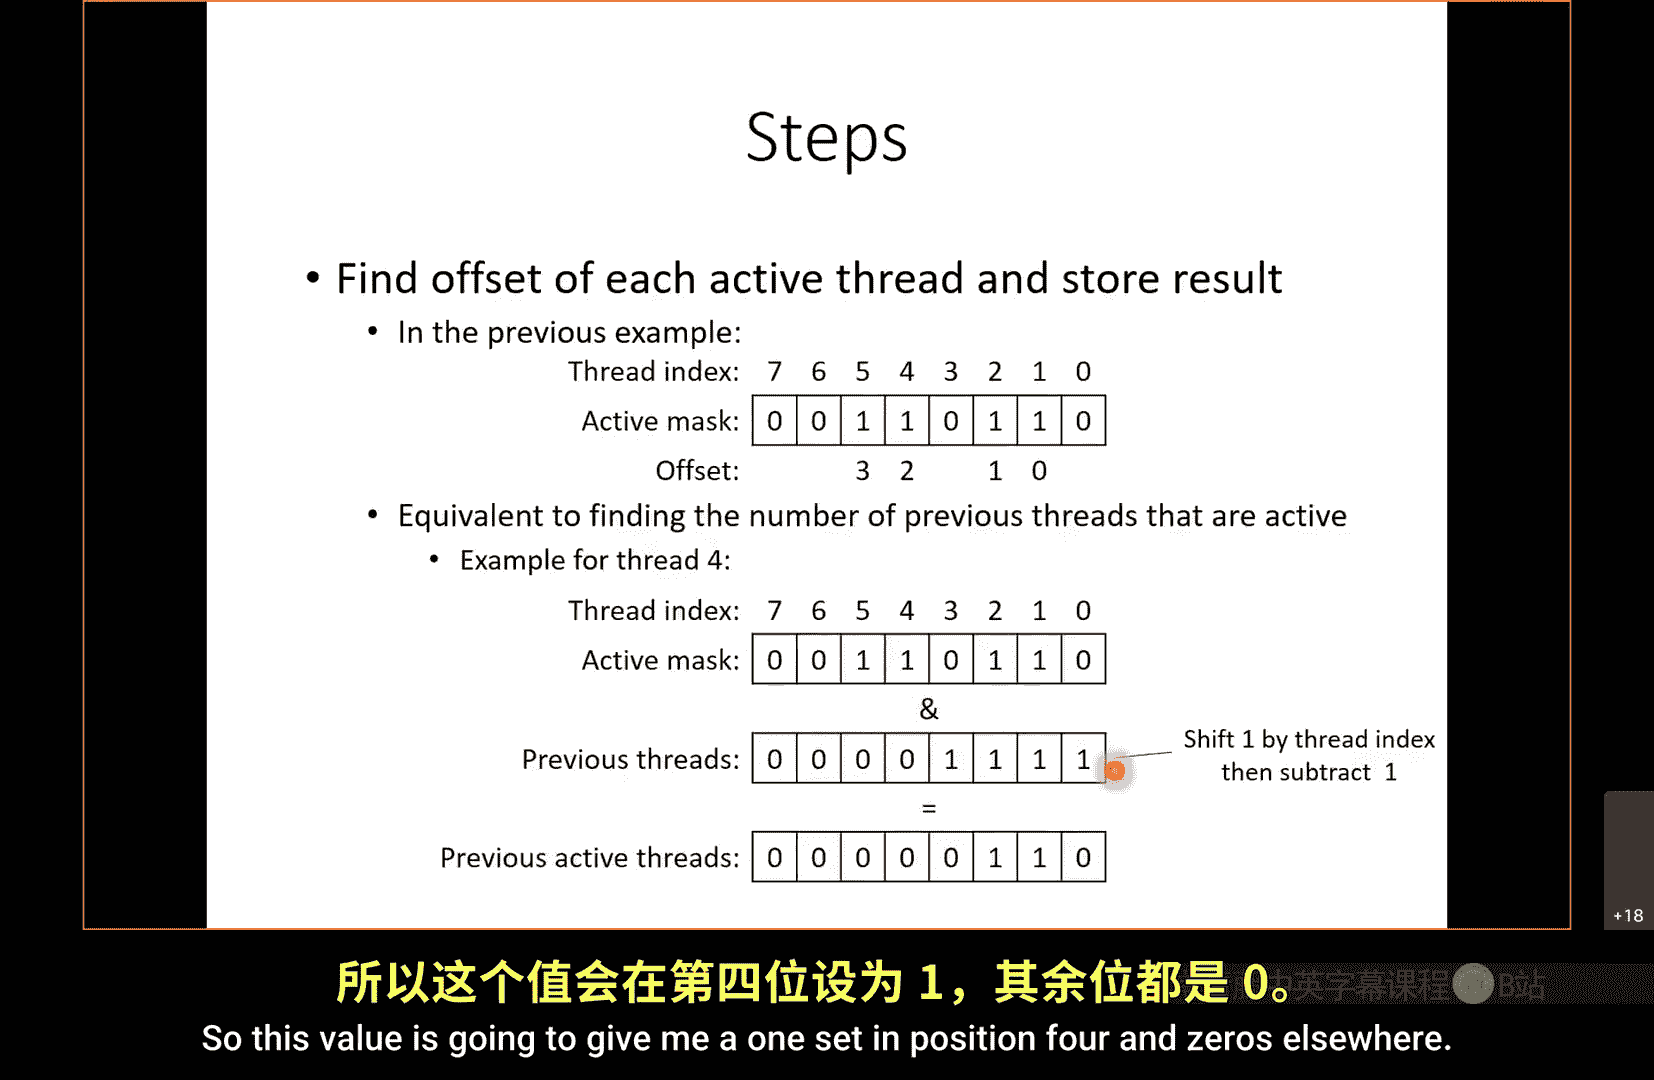 Steps
• Find offset of each active thread and store result
• In the previous example:
Thread index: 7 6 5 4 3 2 1 0
Active mask: 0 0 1 1 0 1 1 0
Offset: 3 2 1 0
• Equivalent to finding the number of previous threads that are active
• Example for thread 4:
Thread index: 7 6 5 4 3 2 1 0
Active mask: 0 0 1 1 0 1 1 0
&
Previous threads: 0 0 0 0 1 1 1 1
Shift 1 by thread index
then subtract 1
=
Previous active threads: 0 0 0 0 0 1 1 0
+18
所以这个值会在第四位设为 1，其余位都是 0。
英字幕课程 B站
So this value is going to give me a one set in position four and zeros elsewhere.